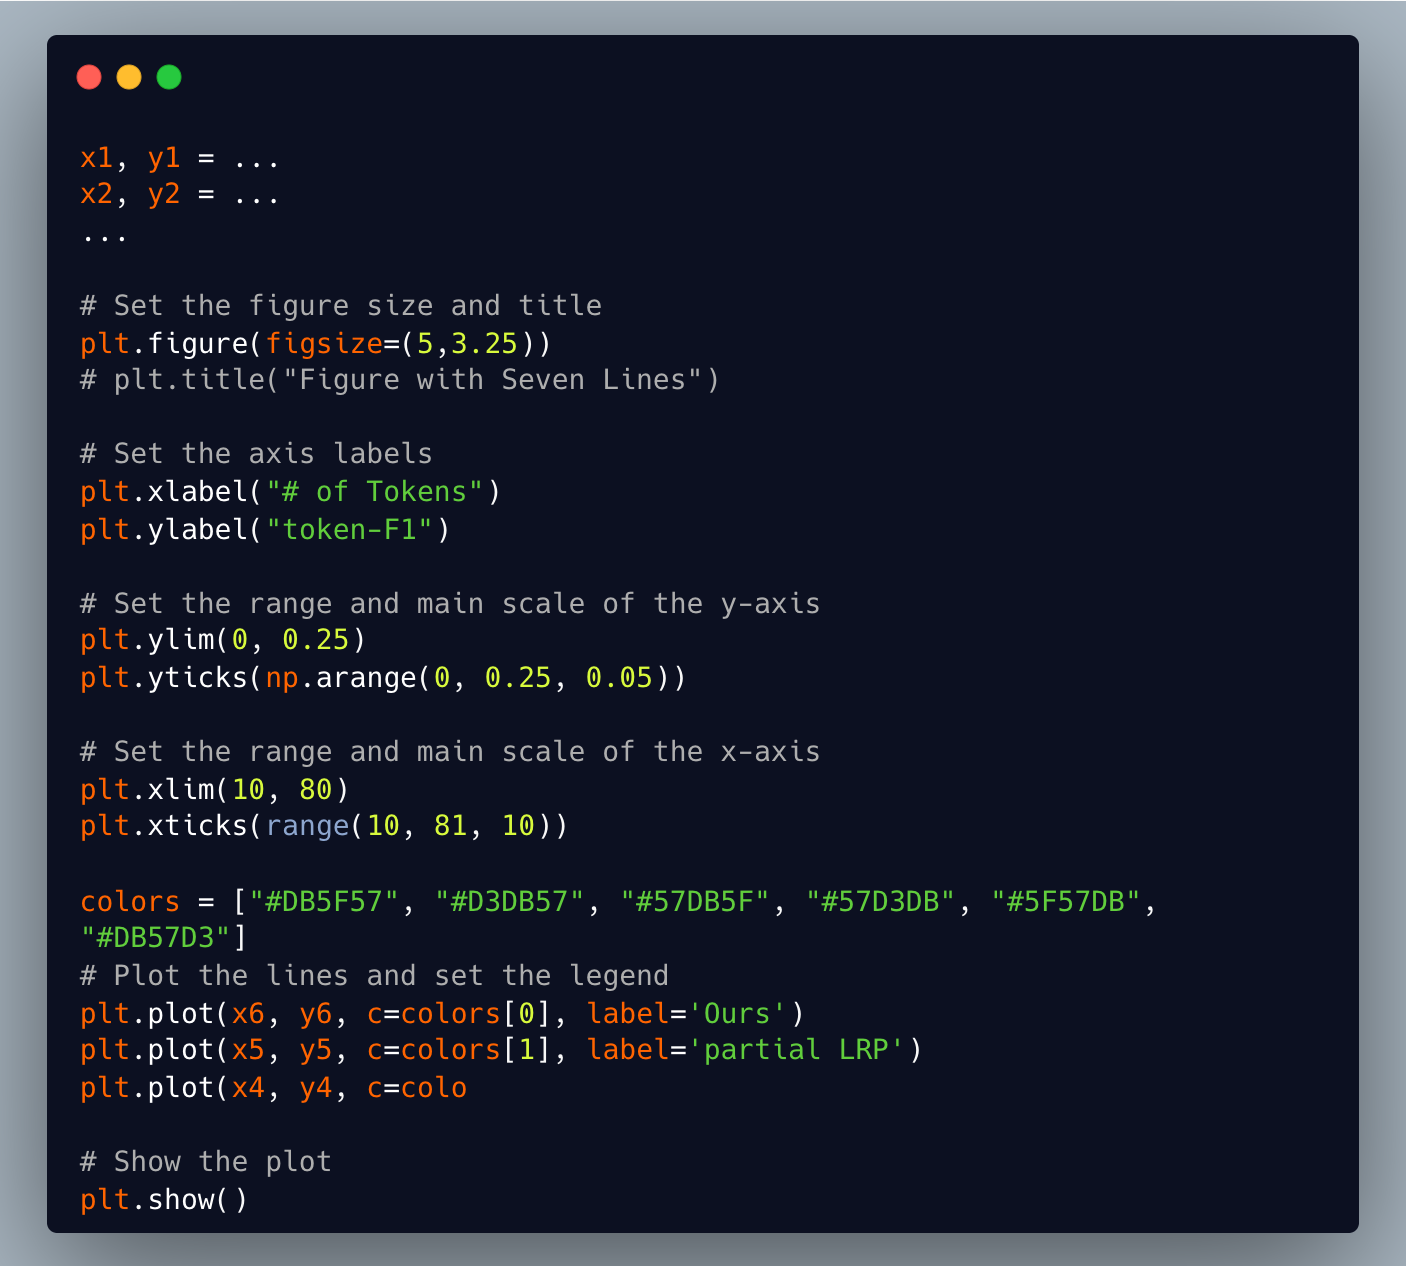 x1, y1 = ...
x2, y2 = ...
...
# Set the figure size and title
plt.figure(figsize=(5,3.25))
# plt.title("Figure with Seven Lines")
# Set the axis labels
plt.xlabel("# of Tokens")
plt.ylabel("token-F1")
# Set the range and main scale of the y-axis
plt.ylim(0, 0.25)
plt.yticks(np.arange(0, 0.25, 0.05))
# Set the range and main scale of the x-axis
plt.xlim(10, 80)
plt.xticks(range(10, 81, 10))
colors = ["#DB5F57", "#D3DB57", "#57DB5F", "#57D3DB", "#5F57DB",
"#DB57D3"]
# Plot the lines and set the legend
plt.plot(x6, y6, c=colors[0], label='Ours')
plt.plot(x5, y5, c=colors[1], label='partial LRP')
plt.plot(x4, y4, c=colo
# Show the plot
plt.show()